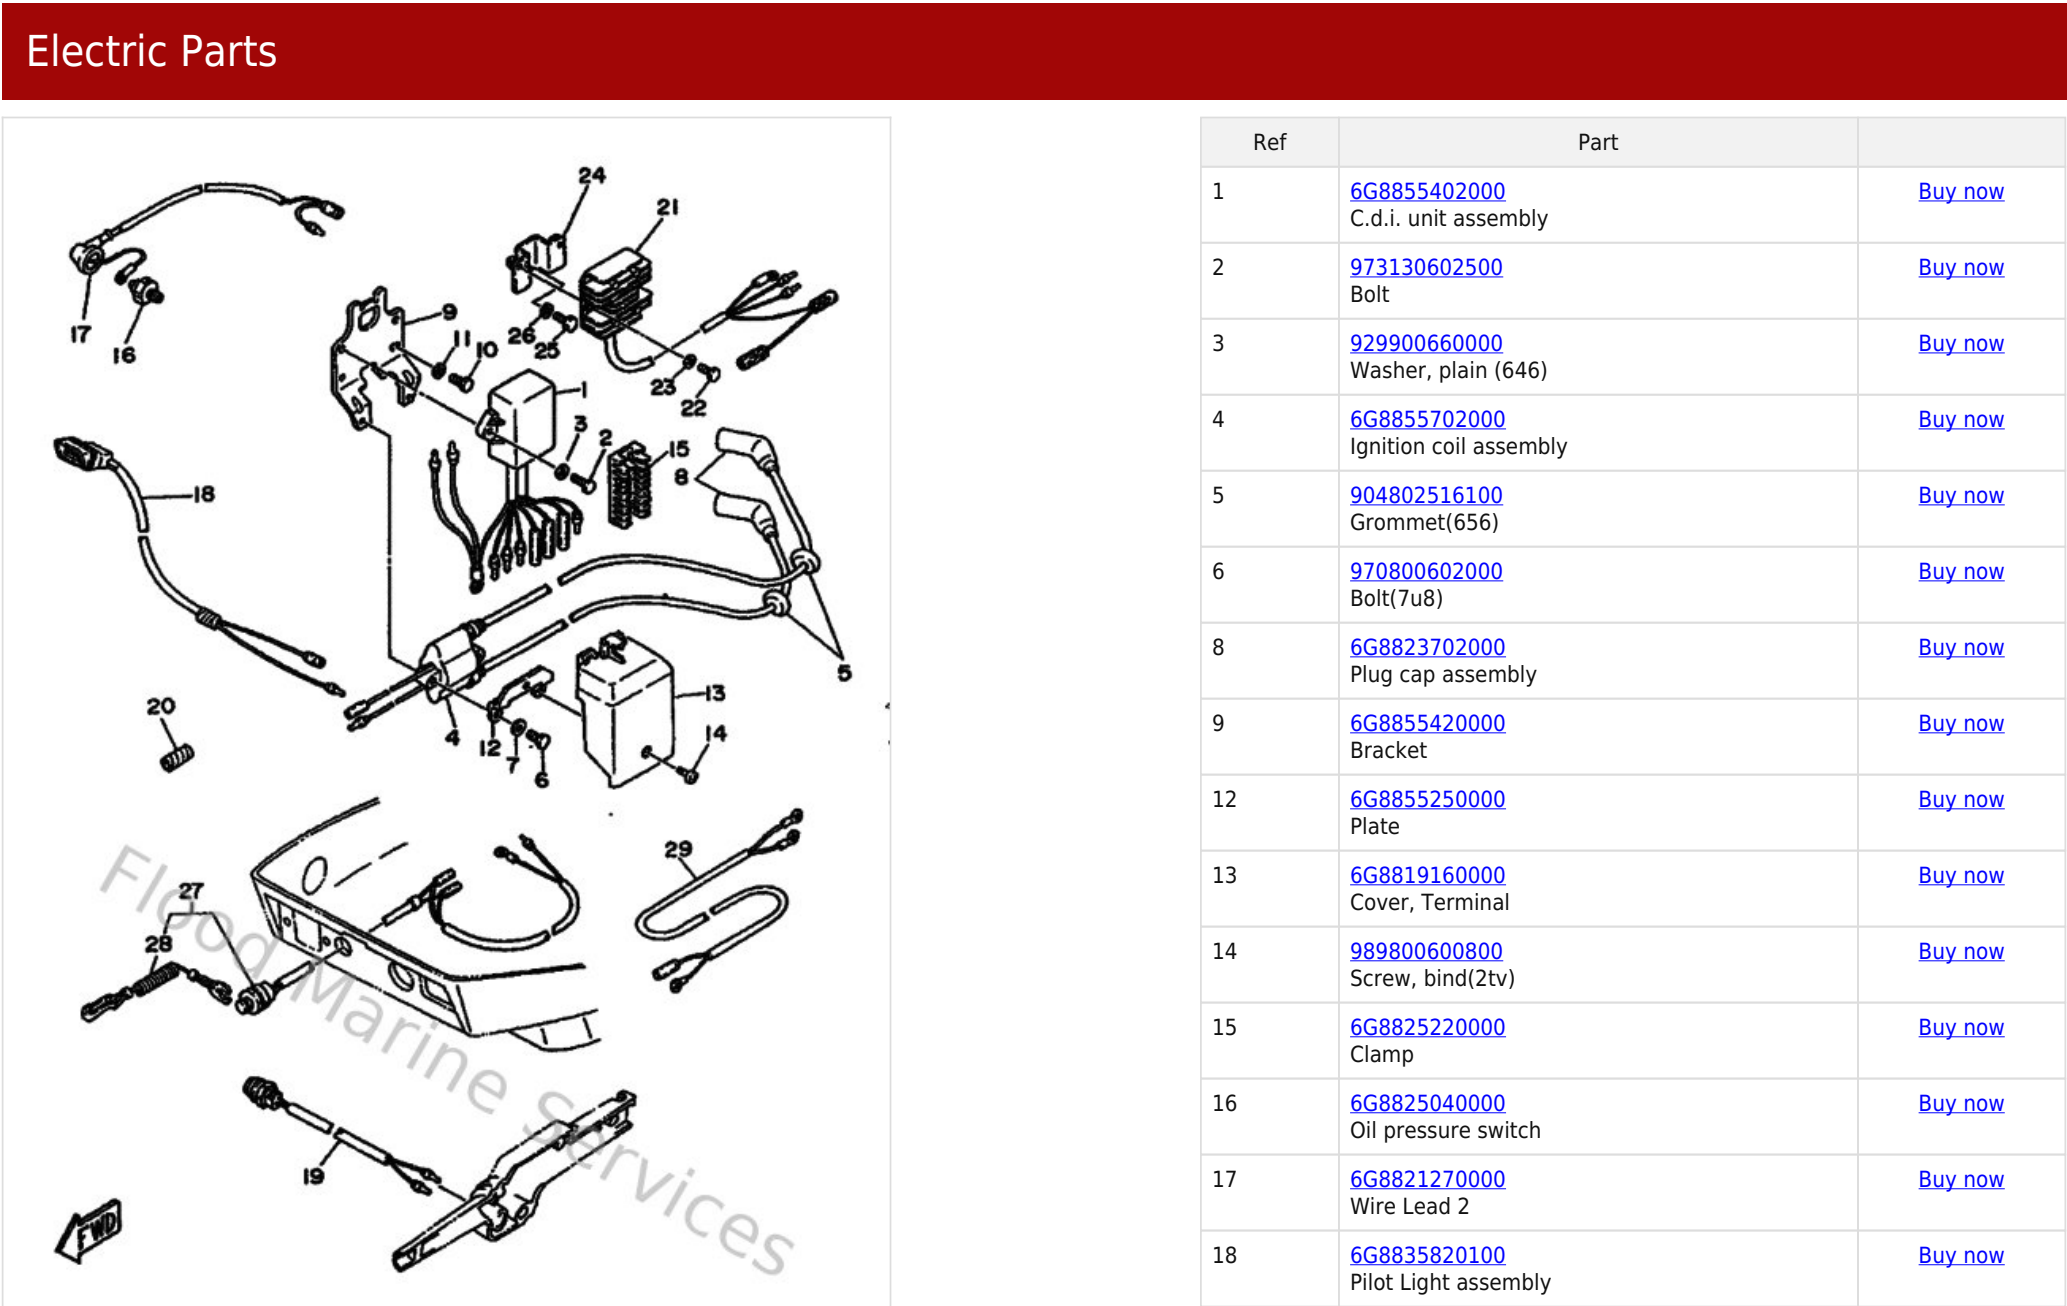 Electric Parts
24
21
17
16
9
11
10
26
25
23
22
1
3
2
15
8
18
5
20
4
12
7
6
13
14
27
28
29
19
FWD
Flood Marine Services
Ref Part
1 6G8855402000 Buy now
C.d.i. unit assembly
2 973130602500 Buy now
Bolt
3 929900660000 Buy now
Washer, plain (646)
4 6G8855702000 Buy now
Ignition coil assembly
5 904802516100 Buy now
Grommet(656)
6 970800602000 Buy now
Bolt(7u8)
8 6G8823702000 Buy now
Plug cap assembly
9 6G8855420000 Buy now
Bracket
12 6G8855250000 Buy now
Plate
13 6G8819160000 Buy now
Cover, Terminal
14 989800600800 Buy now
Screw, bind(2tv)
15 6G8825220000 Buy now
Clamp
16 6G8825040000 Buy now
Oil pressure switch
17 6G8821270000 Buy now
Wire Lead 2
18 6G8835820100 Buy now
Pilot Light assembly